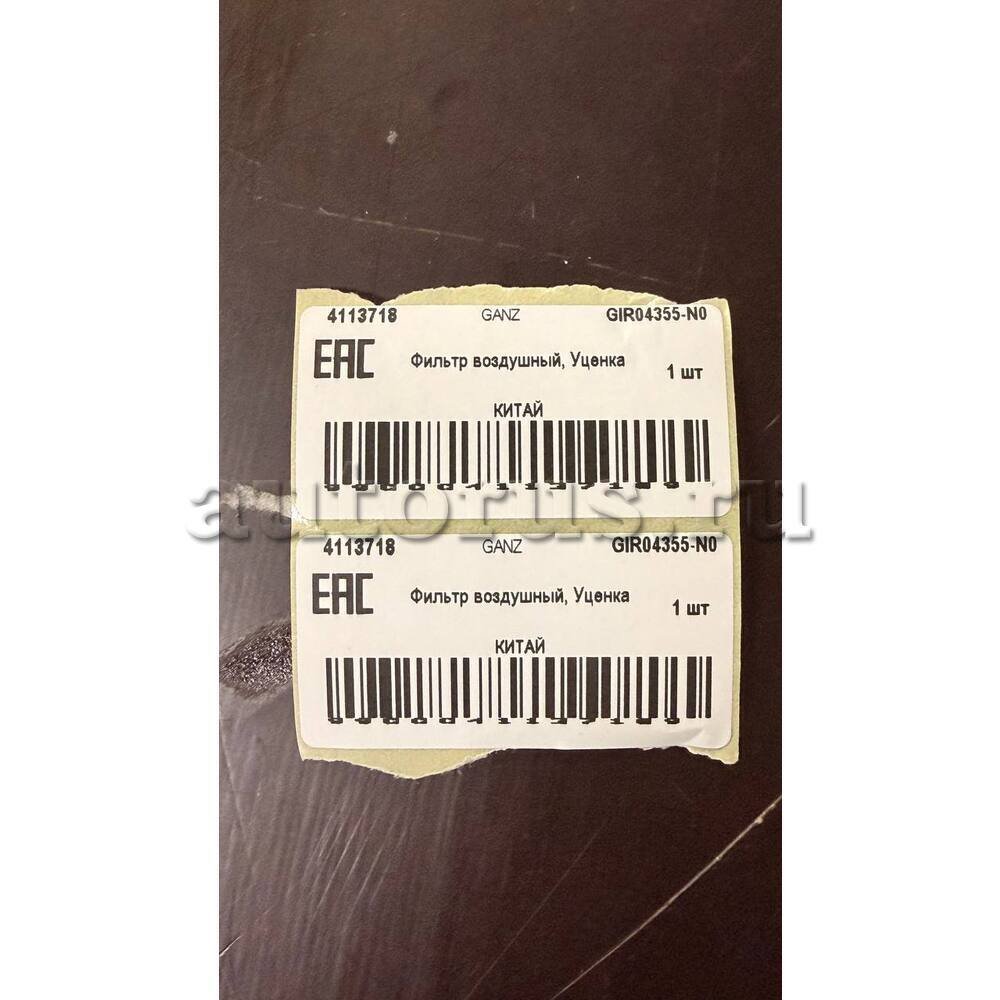 4113718 GANZ GIR04355-N0
EAC Фильтр воздушный, Уценка 1 шт
КИТАЙ
autorus.ru
4113718 GANZ GIR04355-N0
EAC Фильтр воздушный, Уценка 1 шт
КИТАЙ